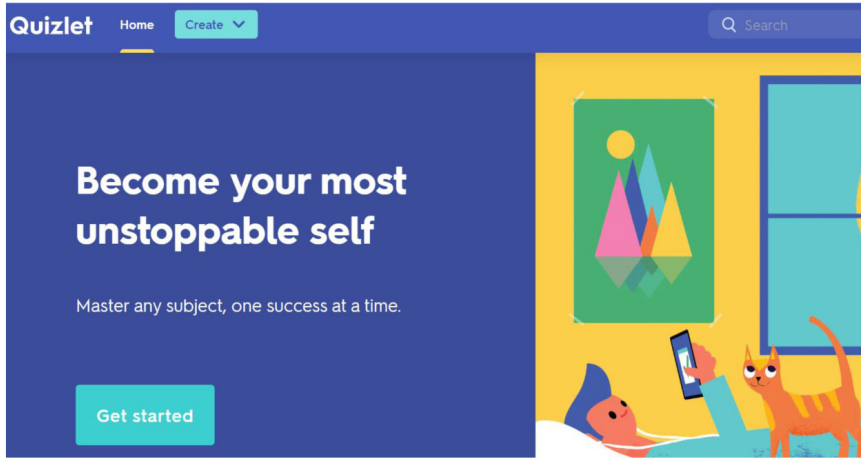 Quizlet Home Create Search
Become your most
unstoppable self
Master any subject, one success at a time.
Get started